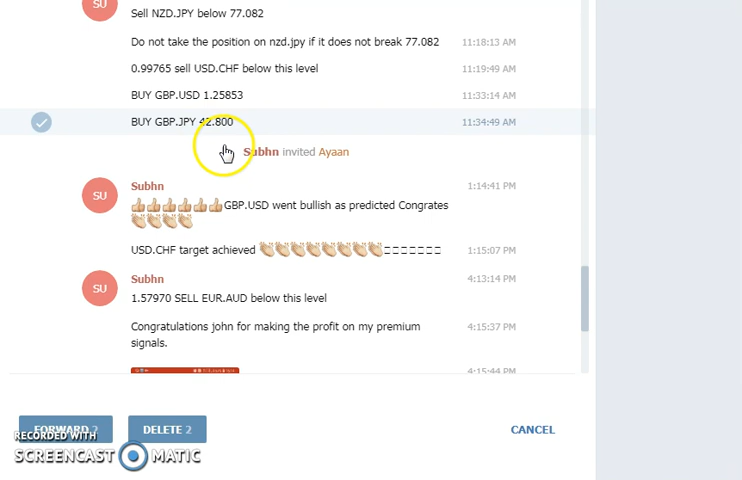 SU
Sell NZD.JPY below 77.082
Do not take the position on nzd.jpy if it does not break 77.082 11:18:13 AM
0.99765 sell USD.CHF below this level 11:19:49 AM
BUY GBP.USD 1.25853 11:33:14 AM
BUY GBP.JPY 42.800 11:34:49 AM
Subhn invited Ayaan
SU
Subhn 1:14:41 PM
👍🏼👍🏼👍🏼👍🏼👍🏼👍🏼GBP.USD went bullish as predicted Congrates
👏🏼👏🏼👏🏼👏🏼
USD.CHF target achieved 👏🏼👏🏼👏🏼👏🏼👏🏼👏🏼👏🏼👏🏼 1:15:07 PM
SU
Subhn 4:13:14 PM
1.57970 SELL EUR.AUD below this level
Congratulations john for making the profit on my premium 4:15:37 PM
signals.
4:15:44 PM
FORWARD 2 DELETE 2 CANCEL
RECORDED WITH
SCREENCAST MATIC